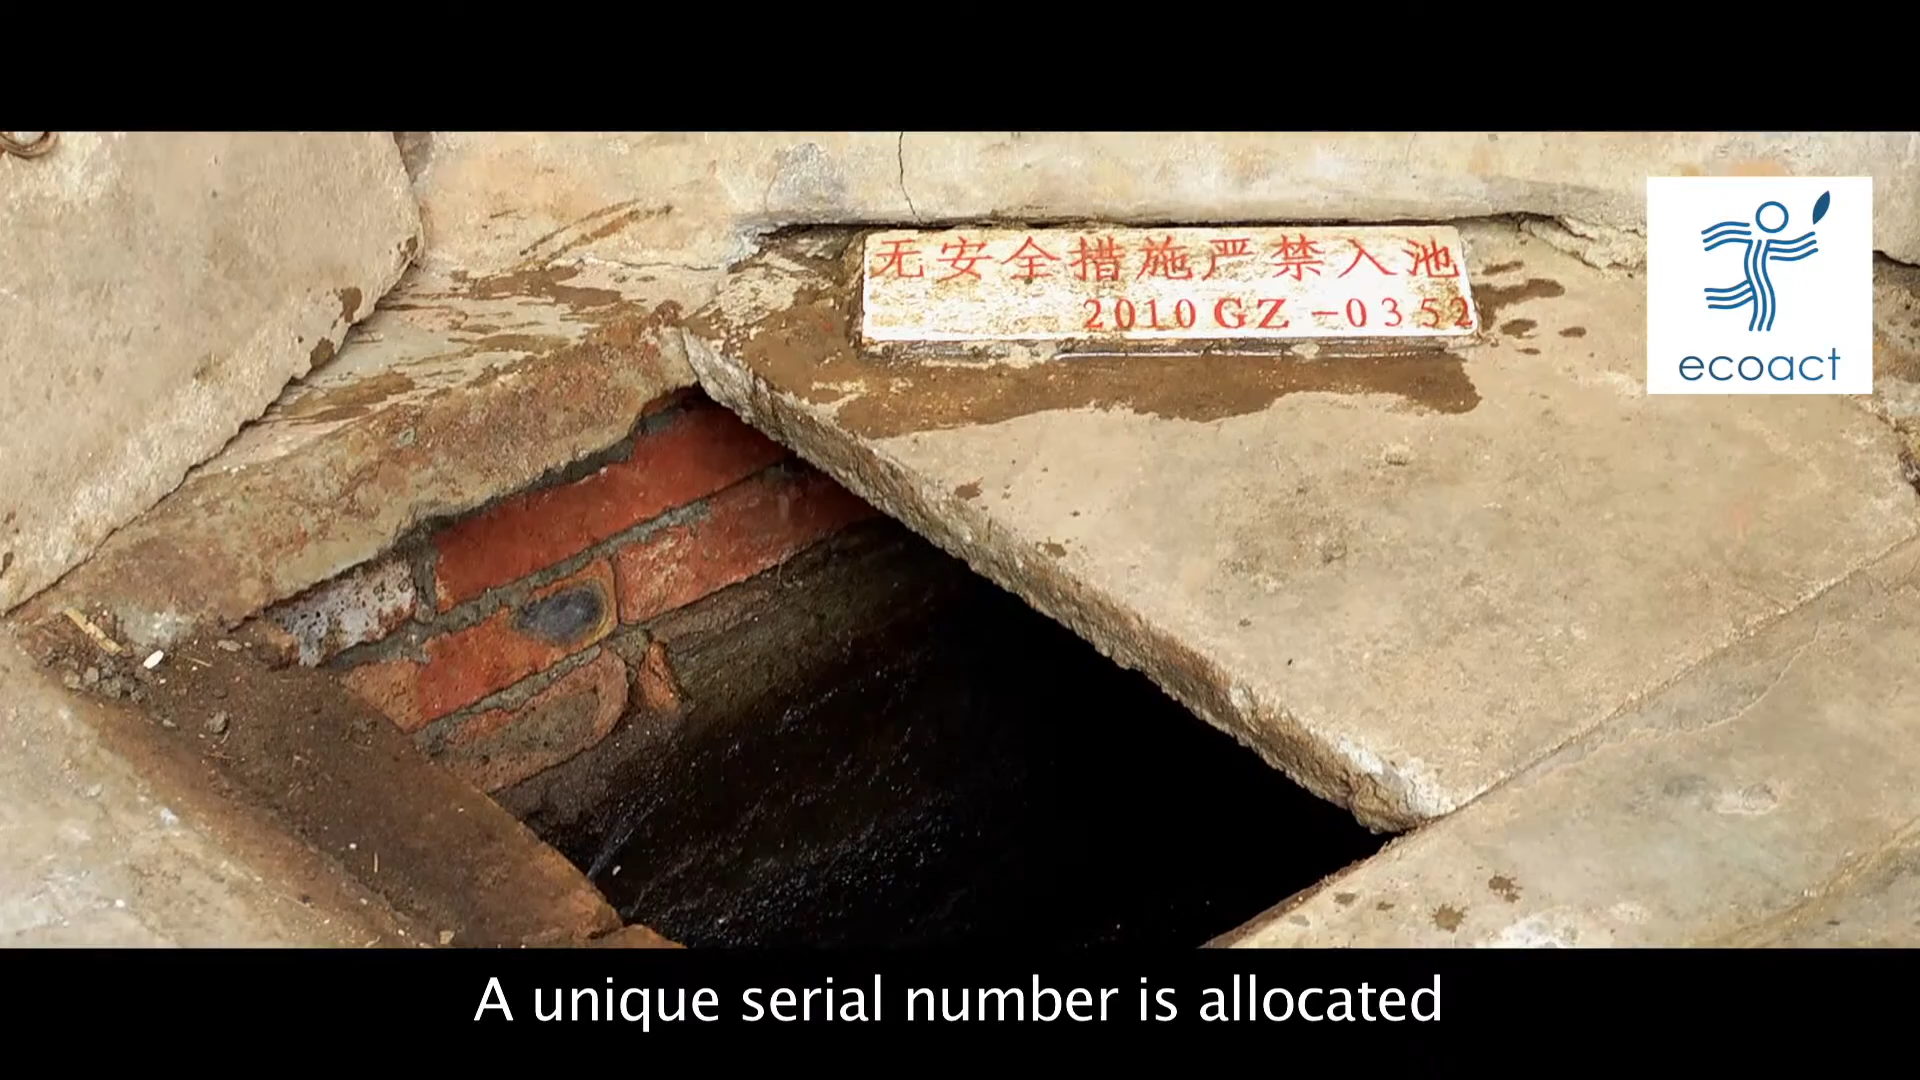 无安全措施严禁入池
2010 GZ -0352
ecoact
A unique serial number is allocated